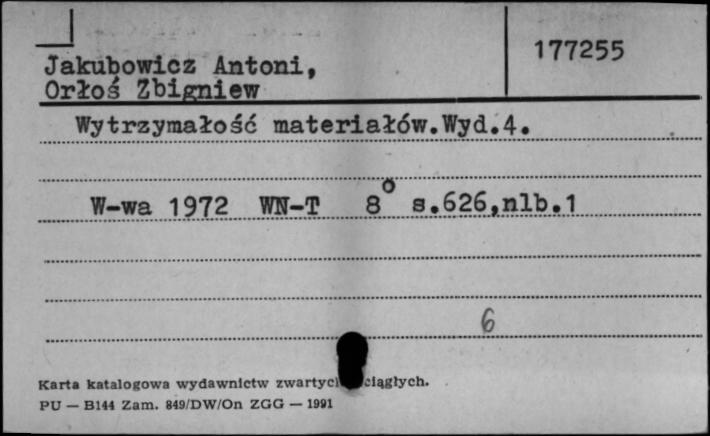 177255
Jakubowicz Antoni,
Orłoś Zbigniew
Wytrzymałość materiałów.Wyd.4.
W-wa 1972 WN-T 8° s.626,nlb.1
6
Karta katalogowa wydawnictw ciągłych.
PU — B144 Zam. 849/DW/On ZGG — 1991